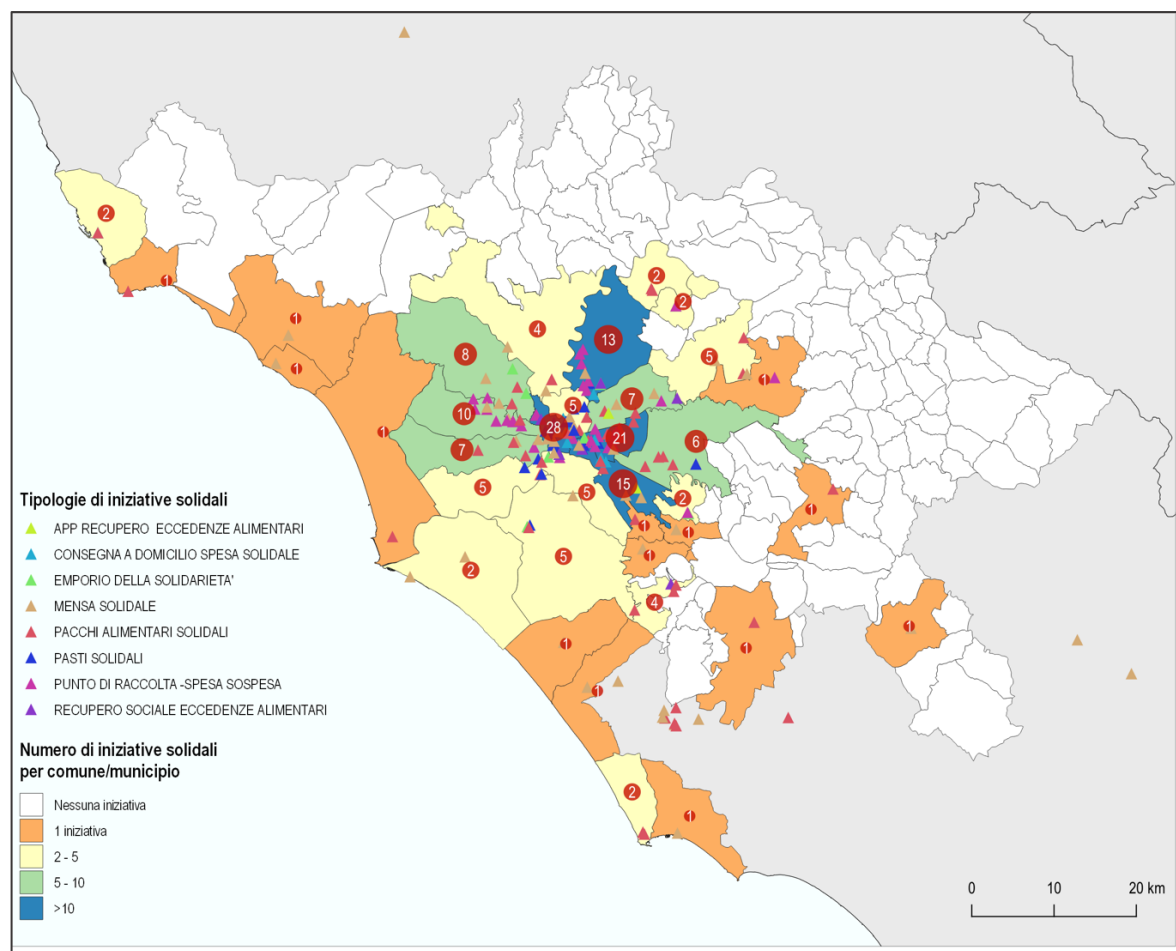 2
1
1
1
1
8
10
7
5
4
13
5
28
21
15
7
6
2
2
5
1
5
2
5
2
1
1
1
4
1
1
1
1
1
2
1
Tipologie di iniziative solidali
APP RECUPERO ECCEDENZE ALIMENTARI
CONSEGNA A DOMICILIO SPESA SOLIDALE
EMPORIO DELLA SOLIDARIETA'
MENSA SOLIDALE
PACCHI ALIMENTARI SOLIDALI
PASTI SOLIDALI
PUNTO DI RACCOLTA -SPESA SOSPESA
RECUPERO SOCIALE ECCEDENZE ALIMENTARI
Numero di iniziative solidali
per comune/municipio
Nessuna iniziativa
1 iniziativa
2 - 5
5 - 10
>10
0 10 20 km